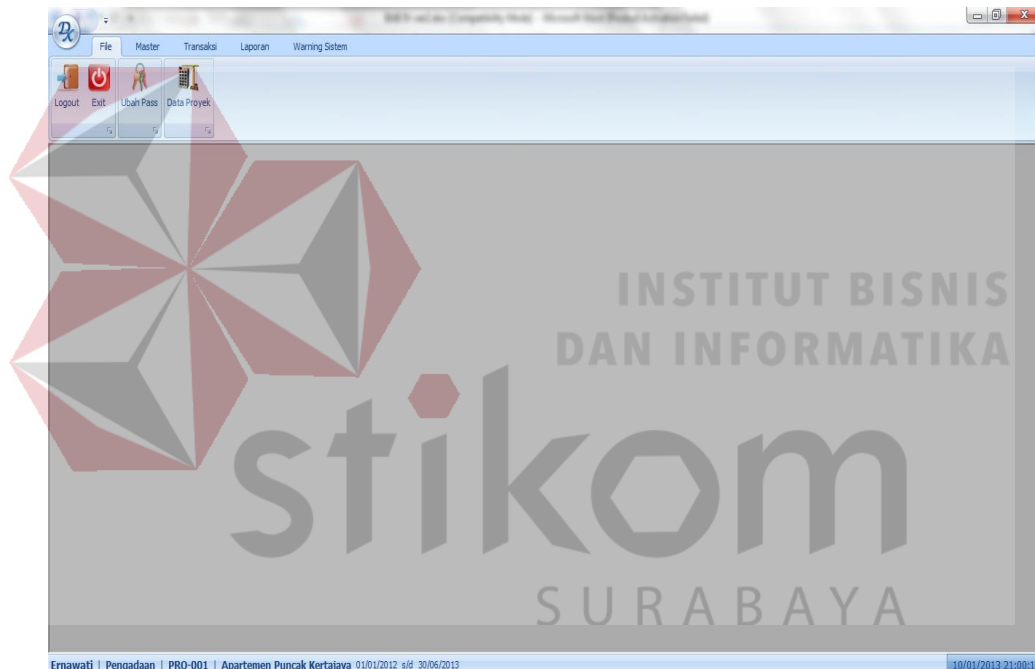 File Master Transaksi Laporan Warning Sistem
Logout Exit Ubah Pass Data Proyek
INSTITUT BISNIS
DAN INFORMATIKA
stikom
SURABAYA
Ernawati | Pengadaan | PRO-001 | Apartemen Puncak Kertajaya 01/01/2012 s/d 30/06/2013 10/01/2013 21:00: